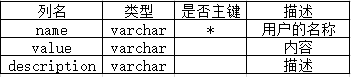 列名 类型 是否主键 描述
name varchar * 用户的名称
value varchar 内容
description varchar 描述